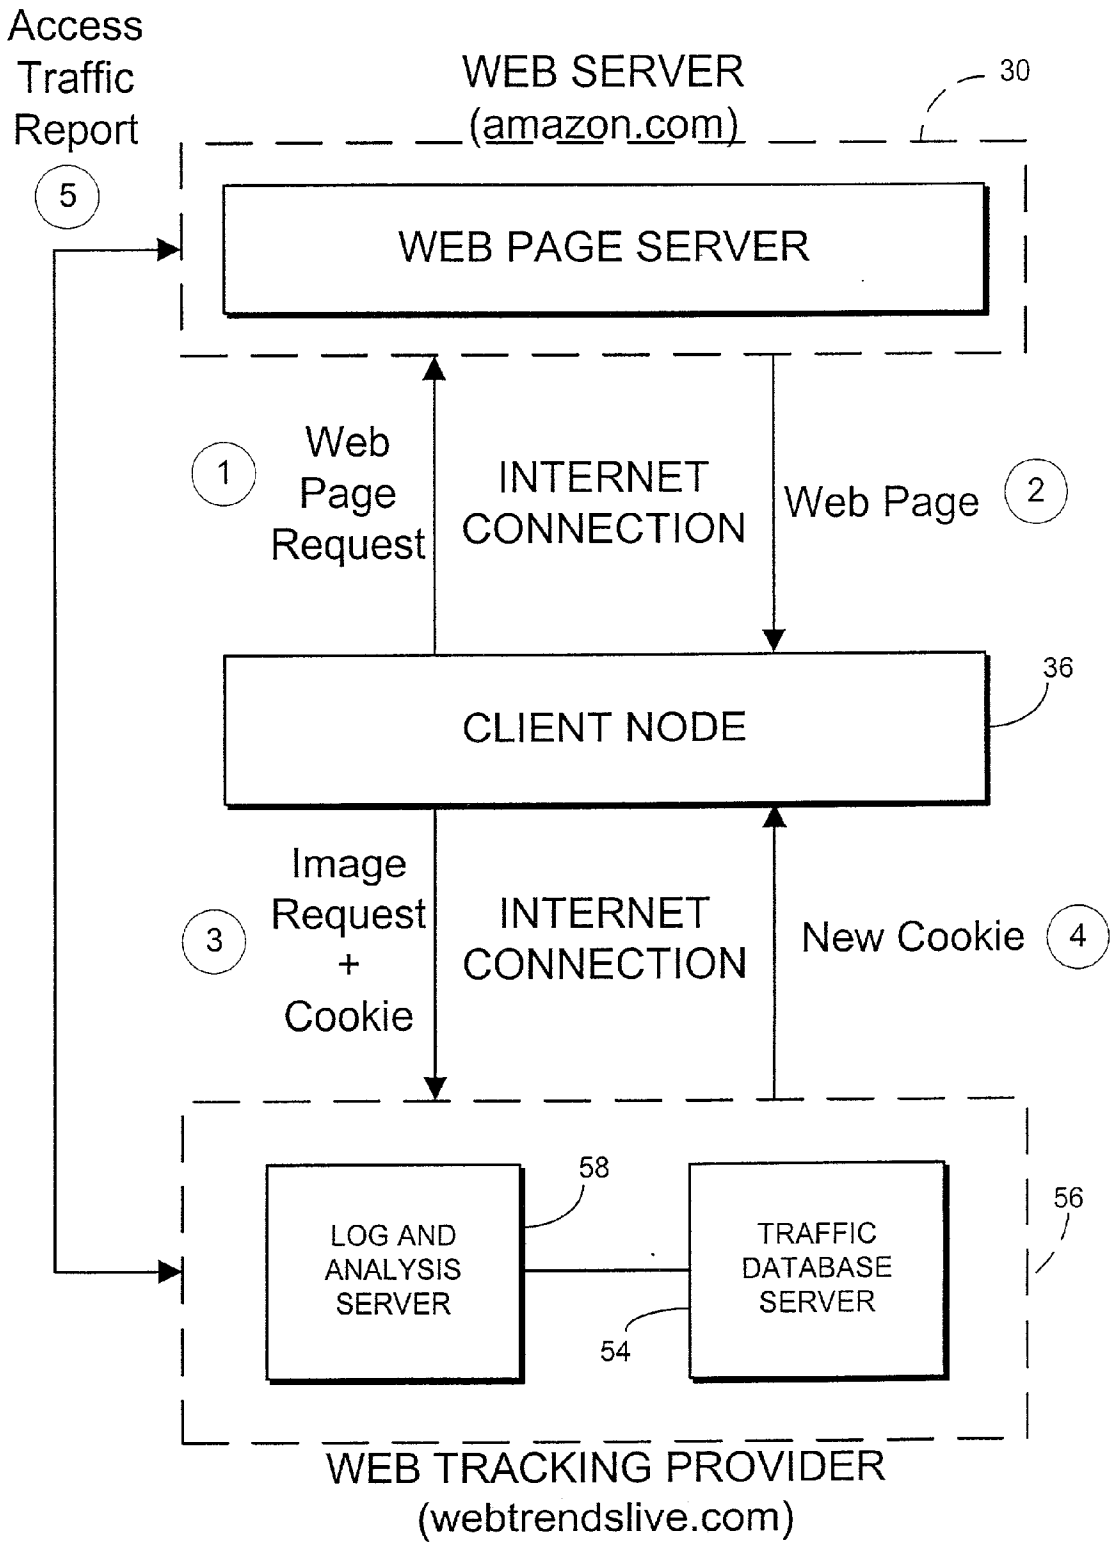 Access
Traffic
Report
5
WEB SERVER
(amazon.com)
30
WEB PAGE SERVER
1
Web
Page
Request
INTERNET
CONNECTION
Web Page
2
CLIENT NODE
36
3
Image
Request
+
Cookie
INTERNET
CONNECTION
New Cookie
4
LOG AND
ANALYSIS
SERVER
58
TRAFFIC
DATABASE
SERVER
54
56
WEB TRACKING PROVIDER
(webtrendslive.com)